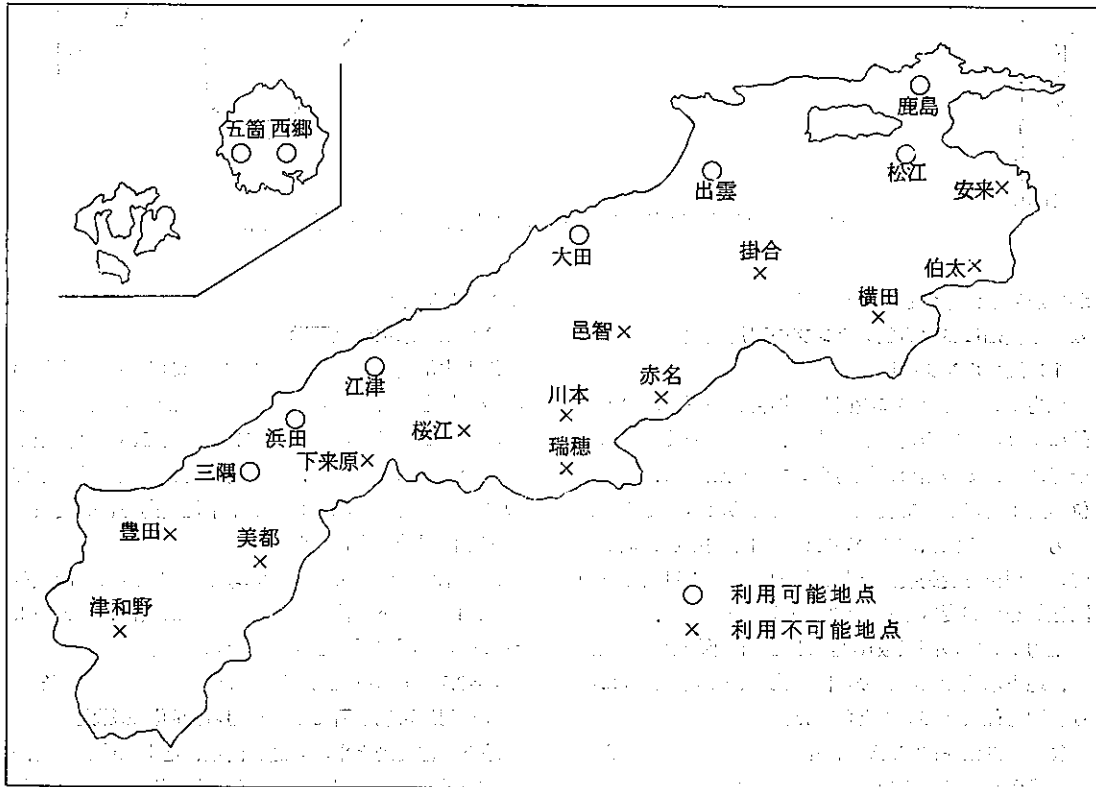 五箇 西郷
鹿島
松江
出雲
安来
大田
掛合
伯太
横田
邑智
赤名
江津
川本
浜田
桜江
瑞穂
三隅
下来原
豊田
美都
津和野
○ 利用可能地点
× 利用不可能地点